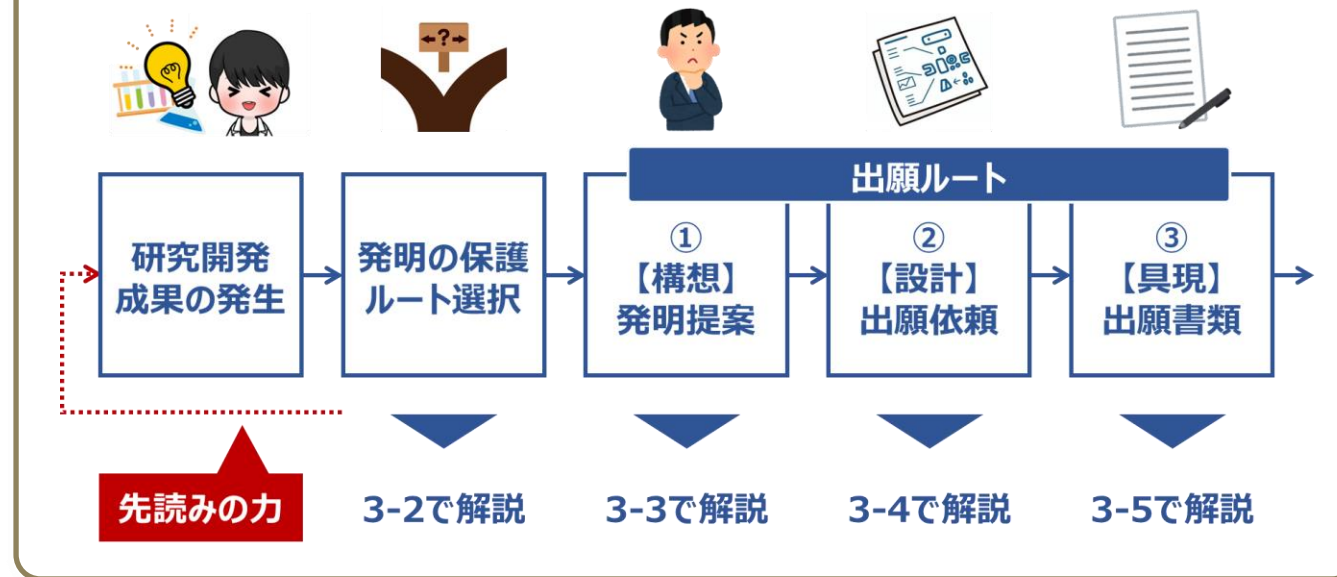 ←?→
出願ルート
研究開発
成果の発生
発明の保護
ルート選択
①
【構想】
発明提案
②
【設計】
出願依頼
③
【具現】
出願書類
先読みの力
3-2で解説
3-3で解説
3-4で解説
3-5で解説